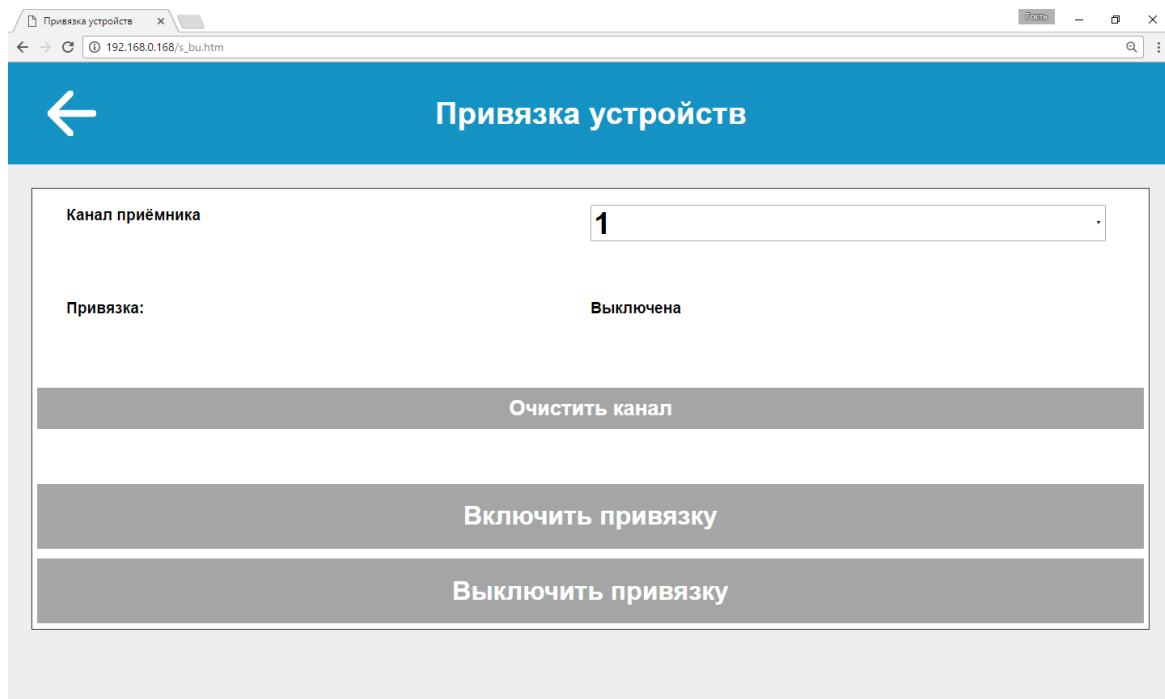 Привязка устройств
Гость
192.168.0.168/s_bu.htm
Привязка устройств
Канал приёмника
1
Привязка:
Выключена
Очистить канал
Включить привязку
Выключить привязку